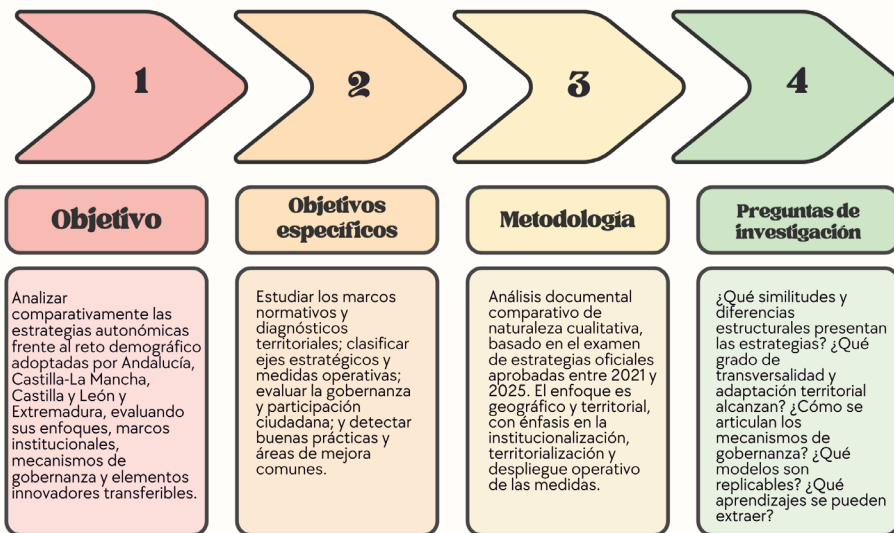 1
2
3
4
Objetivo
Objetivos
específicos
Metodología
Preguntas de
investigación
Analizar
comparativamente las
estrategias autonómicas
frente al reto demográfico
adoptadas por Andalucía,
Castilla-La Mancha,
Castilla y León y
Extremadura, evaluando
sus enfoques, marcos
institucionales,
mecanismos de
gobernanza y elementos
innovadores transferibles.
Estudiar los marcos
normativos y
diagnósticos
territoriales; clasificar
ejes estratégicos y
medidas operativas;
evaluar la gobernanza
y participación
ciudadana; y detectar
buenas prácticas y
áreas de mejora
comunes.
Análisis documental
comparativo de
naturaleza cualitativa,
basado en el examen
de estrategias oficiales
aprobadas entre 2021 y
2025. El enfoque es
geográfico y territorial,
con énfasis en la
institucionalización,
territorialización y
despliegue operativo
de las medidas.
¿Qué similitudes y
diferencias
estructurales presentan
las estrategias? ¿Qué
grado de
transversalidad y
adaptación territorial
alcanzan? ¿Cómo se
articulan los
mecanismos de
gobernanza? ¿Qué
modelos son
replicables? ¿Qué
aprendizajes se pueden
extraer?